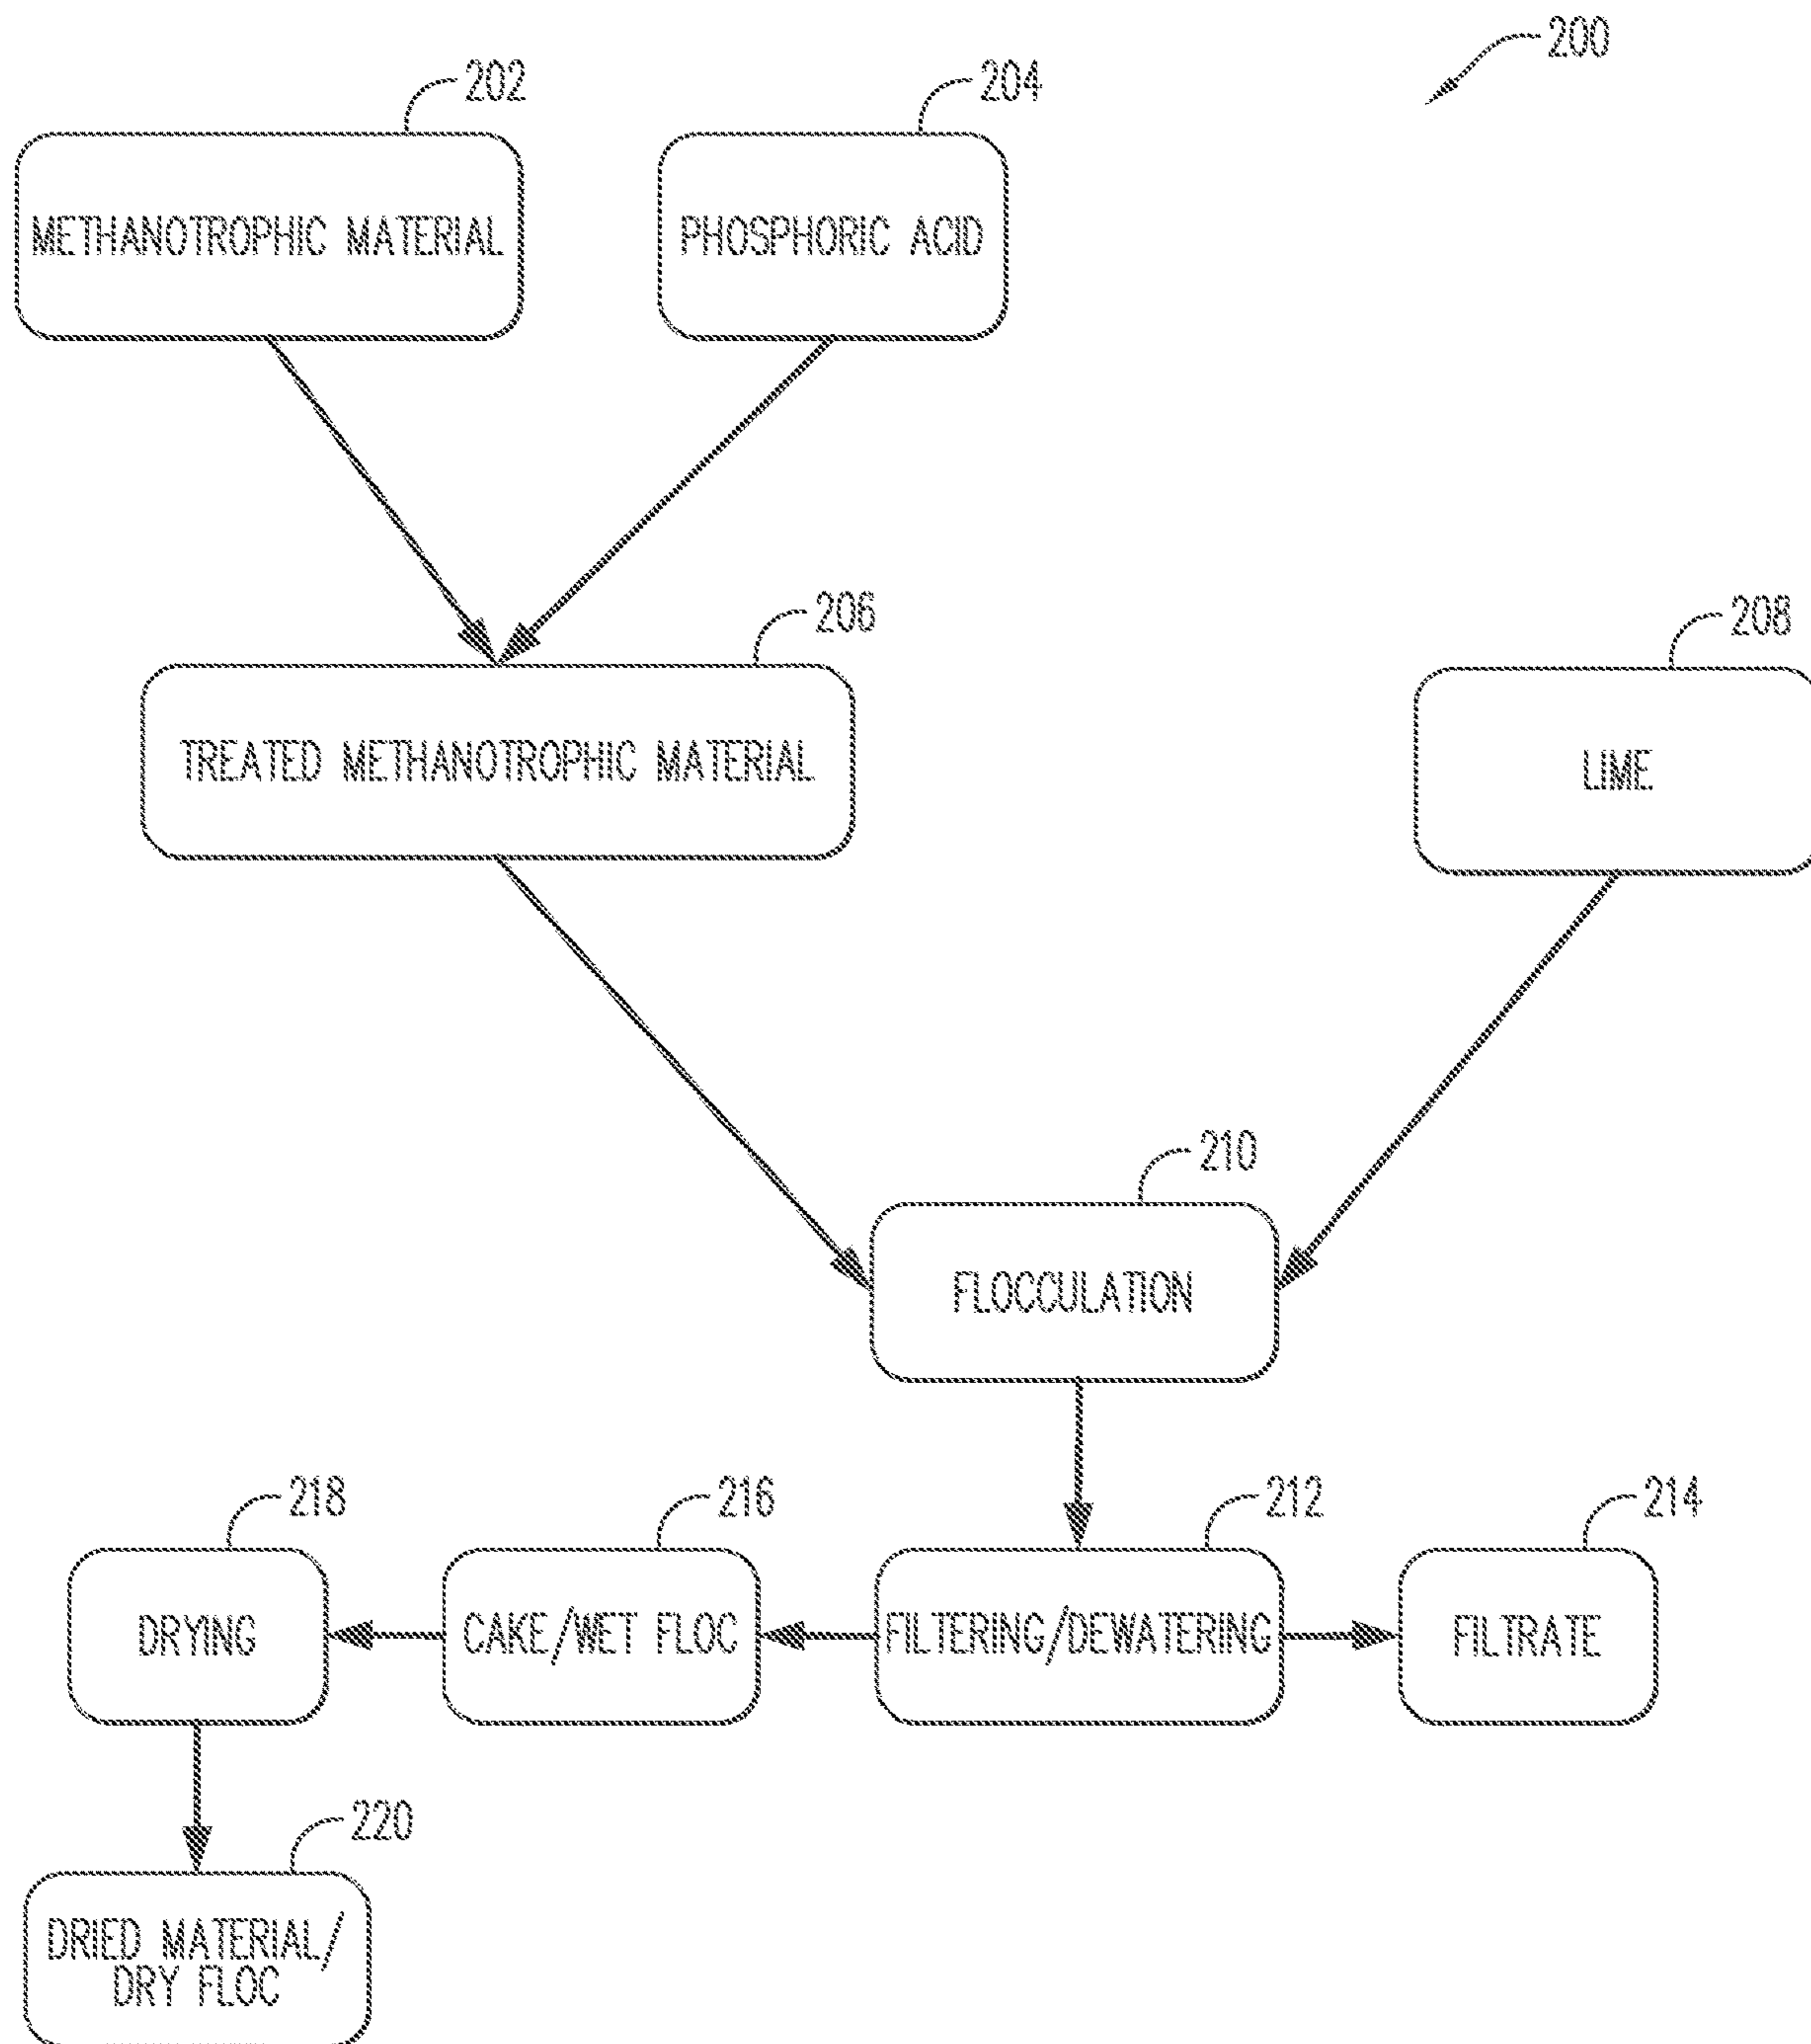 200
202
204
METHANOTROPHIC MATERIAL
PHOSPHORIC ACID
206
208
TREATED METHANOTROPHIC MATERIAL
LIME
210
FLOCCULATION
218
216
212
214
DRYING
CAKE/WET FLOC
FILTERING/DEWATERING
FILTRATE
220
DRIED MATERIAL/
DRY FLOC